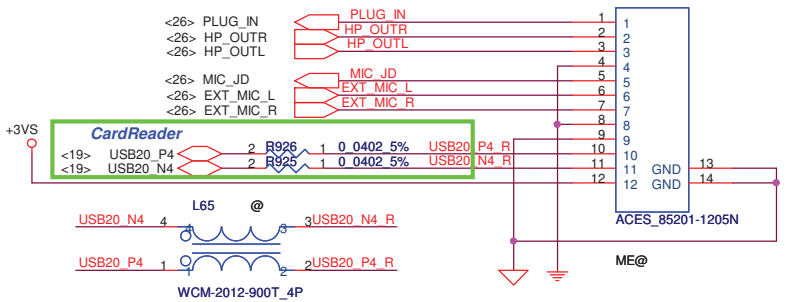 <26> PLUG_IN PLUG_IN 1 1
<26> HP_OUTR HP_OUTR 2 2
<26> HP_OUTL HP_OUTL 3 3
4 4
<26> MIC_JD MIC_JD 5 5
<26> EXT_MIC_L EXT_MIC_L 6 6
<26> EXT_MIC_R EXT_MIC_R 7 7
8 8
+3VS CardReader 9 9
<19> USB20_P4 2 R926 1 0_0402_5% USB20_P4_R 10 10
<19> USB20_N4 2 R925 1 0_0402_5% USB20_N4_R 11 11 GND 13
12 12 GND 14
L65 @ ACES_85201-1205N
USB20_N4 4 4 3 3 USB20_N4_R
ME@
USB20_P4 1 1 2 2 USB20_P4_R
WCM-2012-900T_4P